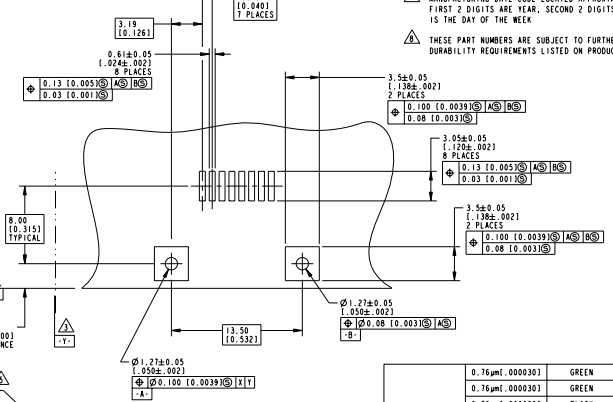 [0.040]
7 PLACES
3.19
[0.126]
FIRST 2 DIGITS ARE YEAR, SECOND 2 DIGITS
IS THE DAY OF THE WEEK
8 THESE PART NUMBERS ARE SUBJECT TO FURTHE
DURABILITY REQUIREMENTS LISTED ON PRODUC
0.61±0.05
[.024±.002]
8 PLACES
⌖ 0.13 [0.005]Ⓢ AⓈ BⓈ
0.03 [0.001]Ⓢ
3.5±0.05
[.138±.002]
2 PLACES
⌖ 0.100 [0.0039]Ⓢ AⓈ BⓈ
0.08 [0.003]Ⓢ
3.05±0.05
[.120±.002]
8 PLACES
⌖ 0.13 [0.005]Ⓢ AⓈ BⓈ
0.03 [0.001]Ⓢ
8.00
[0.315]
TYPICAL
3.5±0.05
[.138±.002]
2 PLACES
⌖ 0.100 [0.0039]Ⓢ AⓈ BⓈ
0.08 [0.003]Ⓢ
3
-Y-
00]
NCE
13.50
[0.532]
Ø1.27±0.05
[.050±.002]
⌖ Ø0.08 [0.003]Ⓢ AⓈ
-B-
Ø1.27±0.05
[.050±.002]
⌖ Ø0.100 [0.0039]Ⓢ X Y
-A-
0.76µm[.000030] GREEN
0.76µm[.000030] GREEN